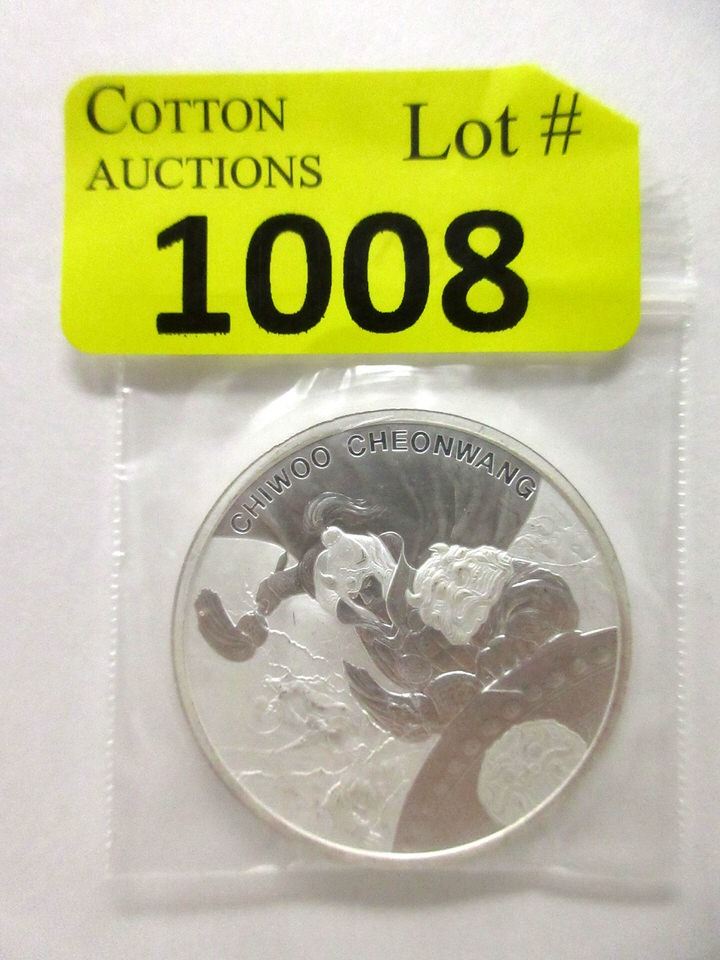 COTTON
AUCTIONS
Lot #
1008
CHIWOO CHEONWANG